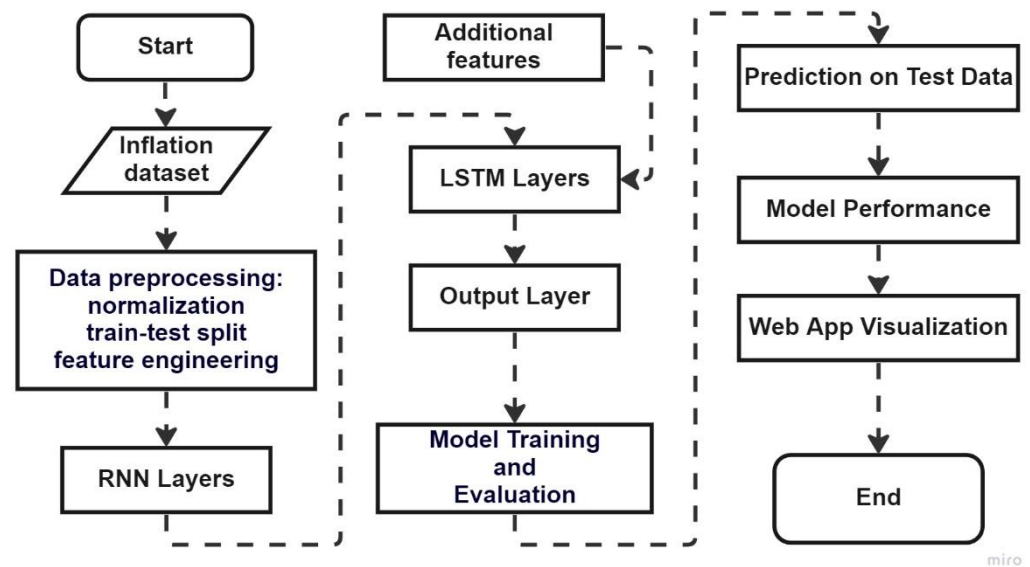 Start
Inflation
dataset
Data preprocessing:
normalization
train-test split
feature engineering
RNN Layers
Additional
features
LSTM Layers
Output Layer
Model Training
and
Evaluation
Prediction on Test Data
Model Performance
Web App Visualization
End
miro